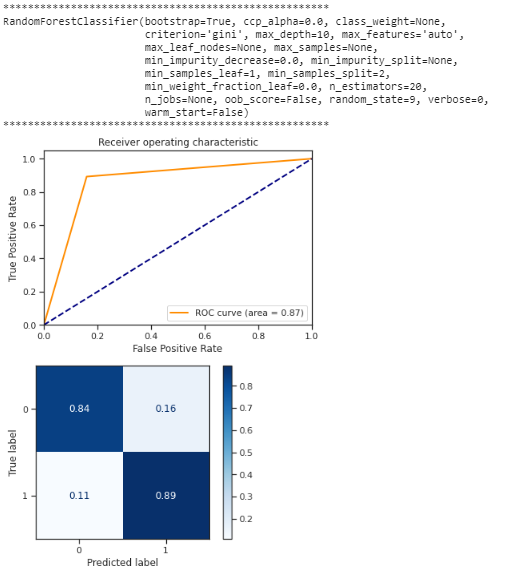 *****************************************************
RandomForestClassifier(bootstrap=True, ccp_alpha=0.0, class_weight=None,
criterion='gini', max_depth=10, max_features='auto',
max_leaf_nodes=None, max_samples=None,
min_impurity_decrease=0.0, min_impurity_split=None,
min_samples_leaf=1, min_samples_split=2,
min_weight_fraction_leaf=0.0, n_estimators=20,
n_jobs=None, oob_score=False, random_state=9, verbose=0,
warm_start=False)
*****************************************************
Receiver operating characteristic
1.0
0.8
0.6
0.4
0.2
0.0
True Positive Rate
ROC curve (area = 0.87)
0.0 0.2 0.4 0.6 0.8 1.0
False Positive Rate
True label
0
1
0.84 0.16
0.11 0.89
0 1
Predicted label
0.8
0.7
0.6
0.5
0.4
0.3
0.2